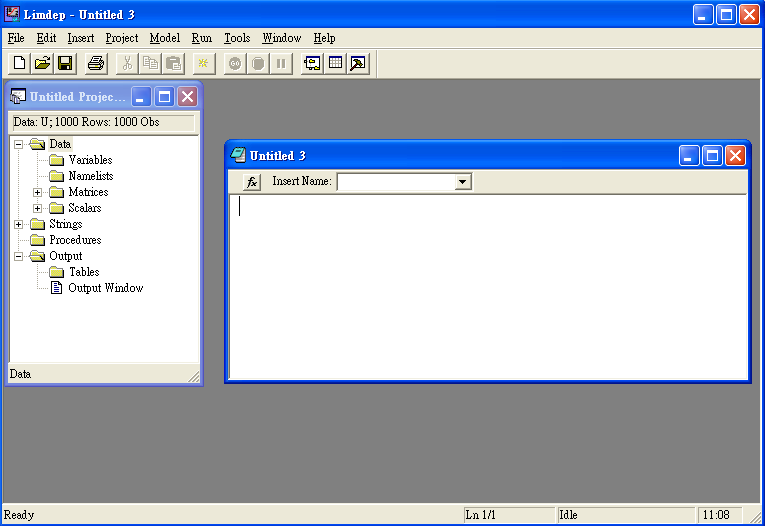 Limdep - Untitled 3
File Edit Insert Project Model Run Tools Window Help
GO
Untitled Projec...
Data: U; 1000 Rows: 1000 Obs
Data
Variables
Namelists
Matrices
Scalars
Strings
Procedures
Output
Tables
Output Window
Data
Untitled 3
fx Insert Name:
Ready Ln 1/1 Idle 11:08